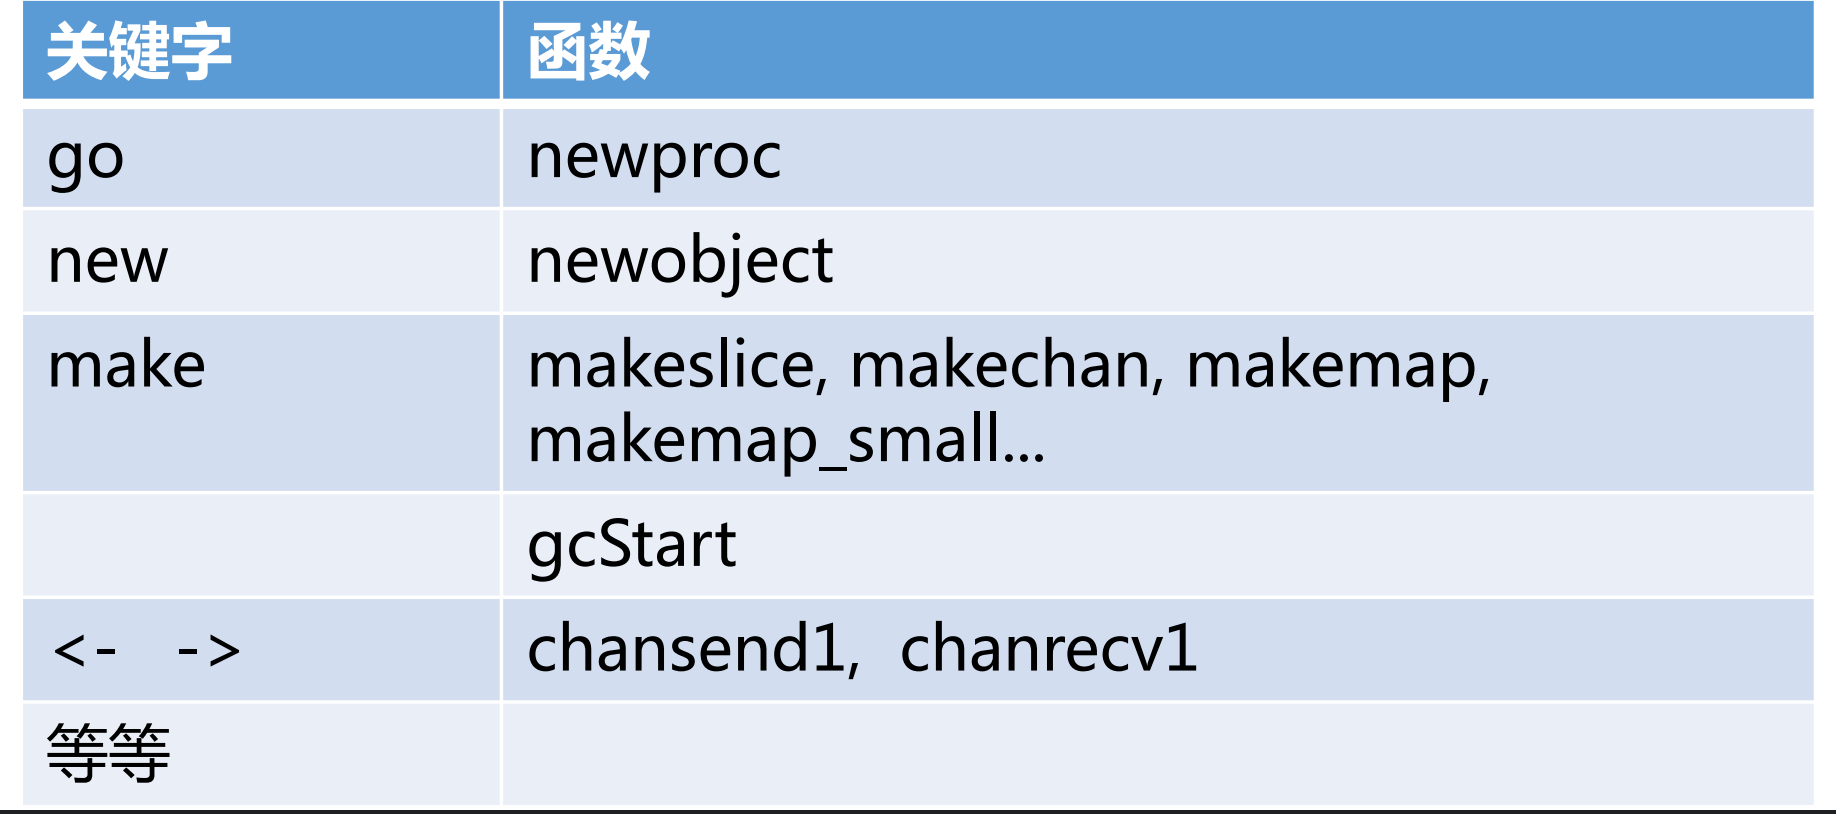 关键字 函数
go newproc
new newobject
make makeslice, makechan, makemap,
makemap_small...
gcStart
<- -> chansend1, chanrecv1
等等